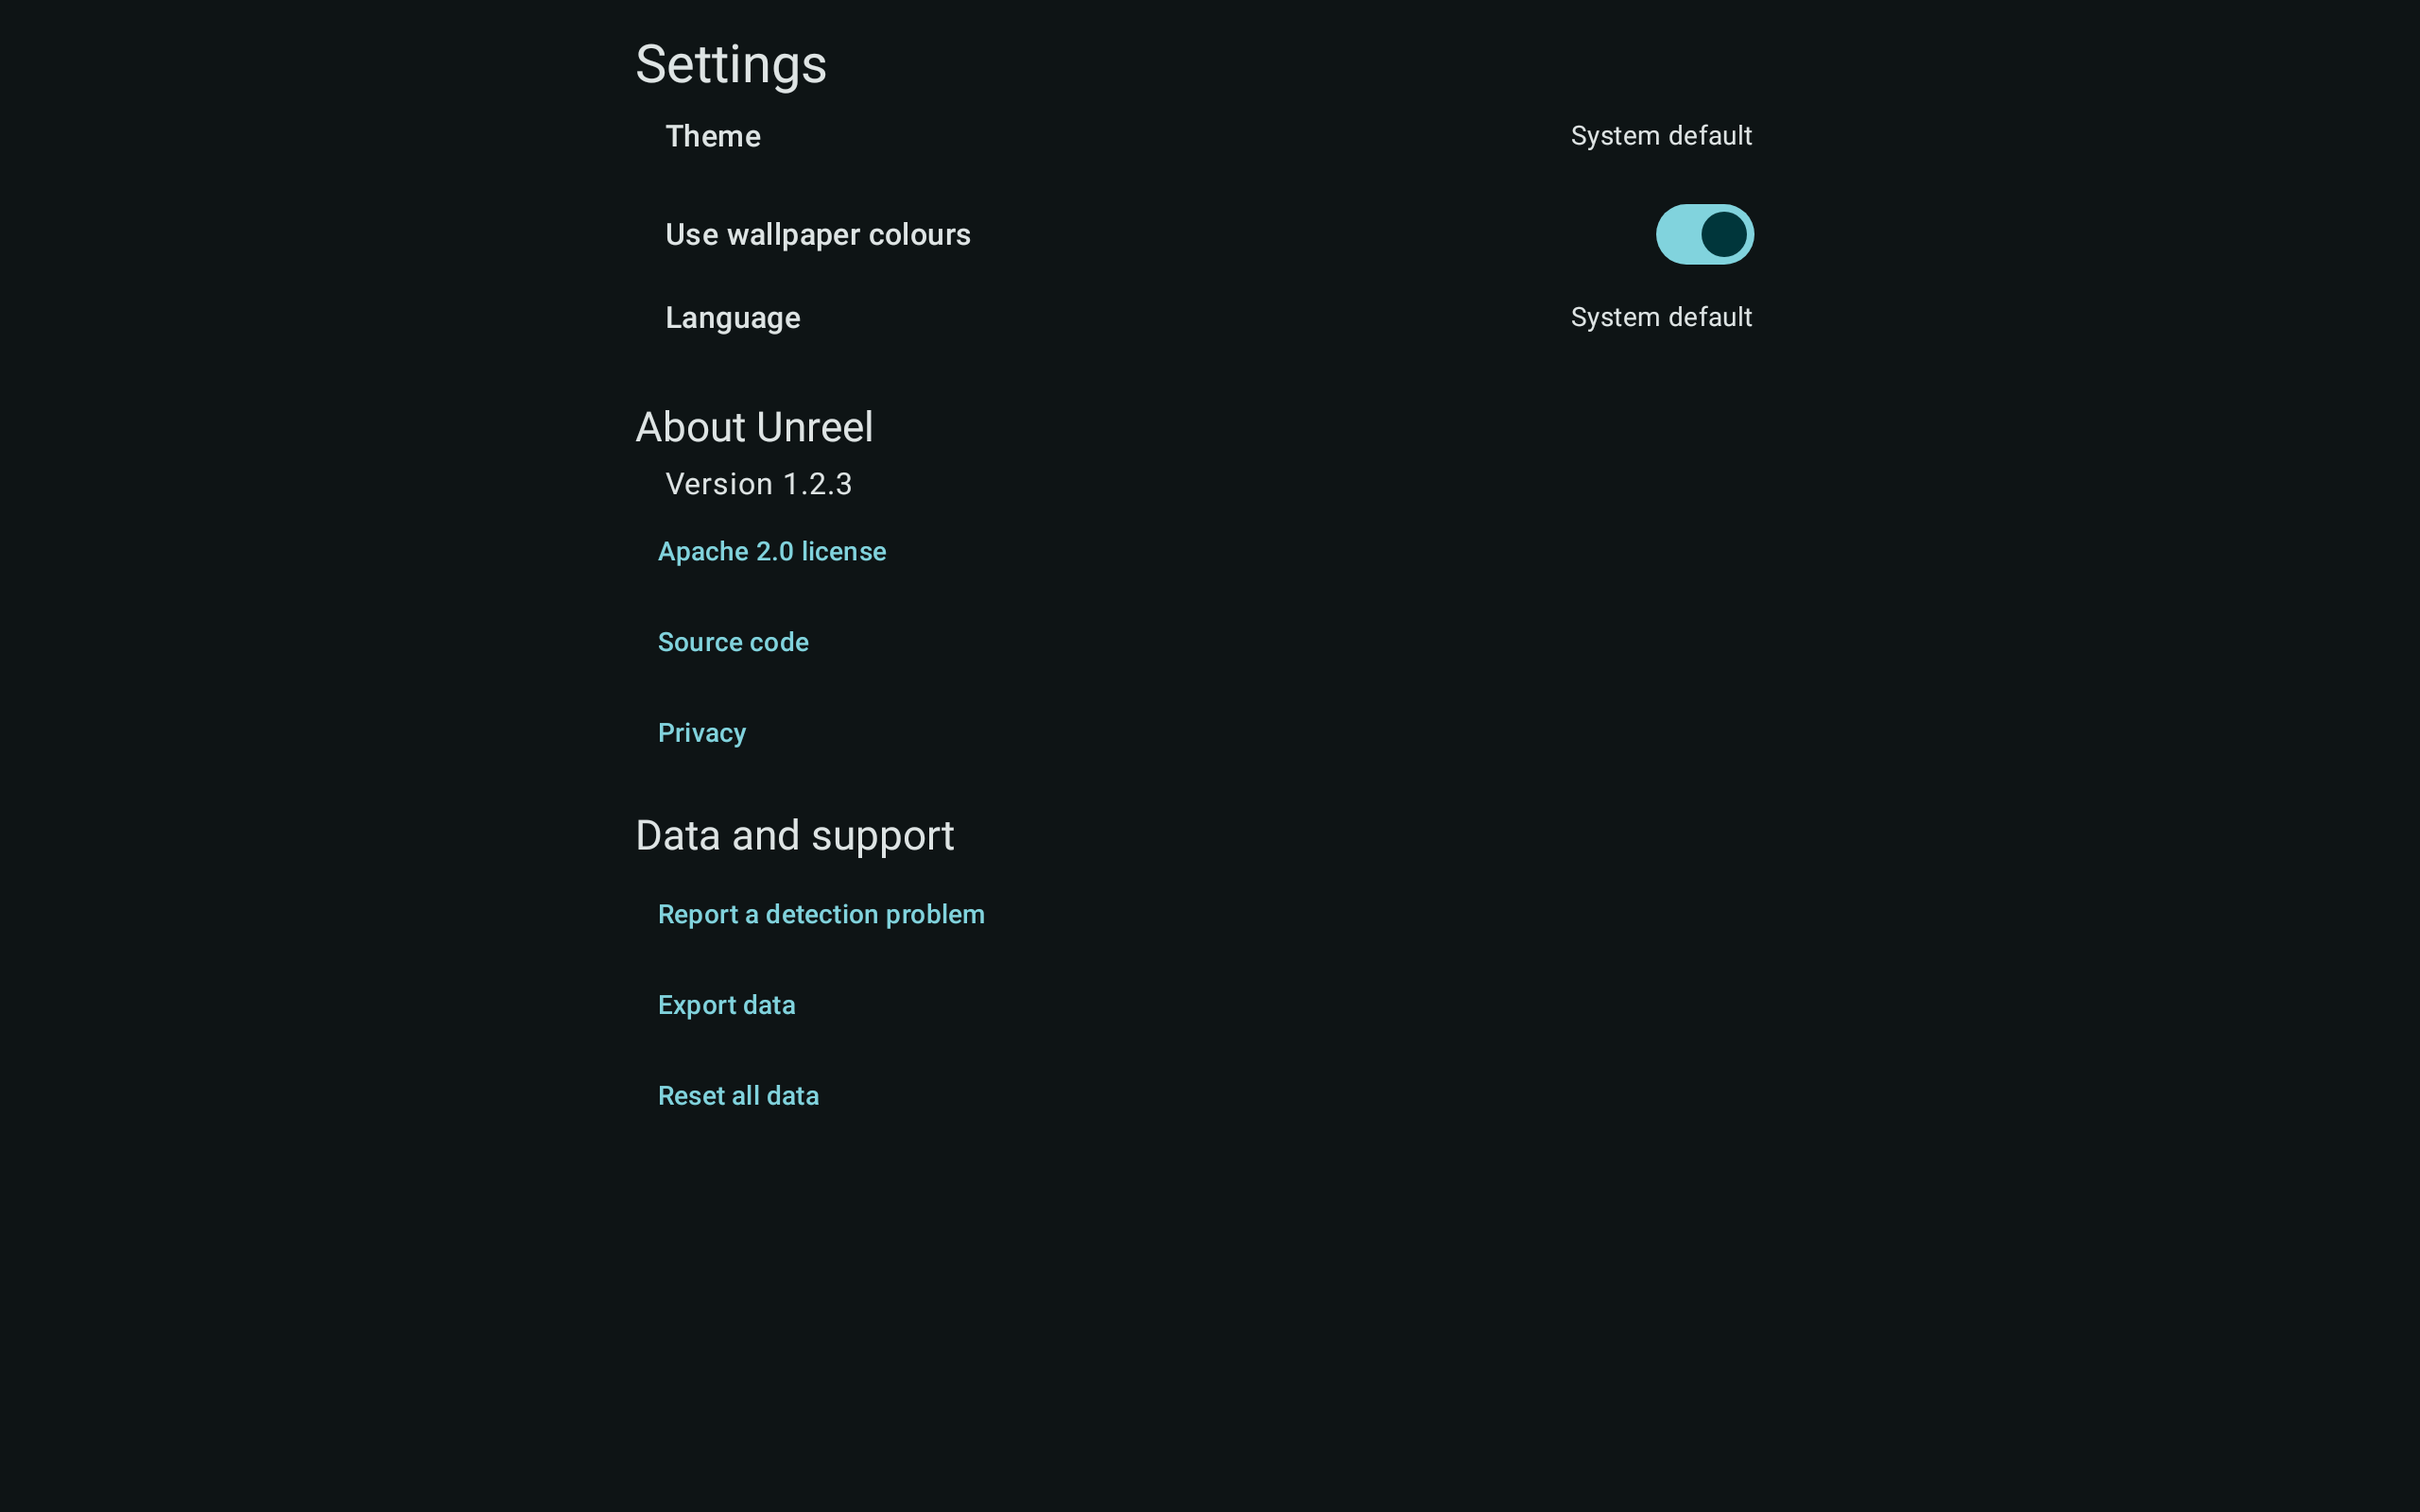 Settings
Theme System default
Use wallpaper colours
Language System default
About Unreel
Version 1.2.3
Apache 2.0 license
Source code
Privacy
Data and support
Report a detection problem
Export data
Reset all data